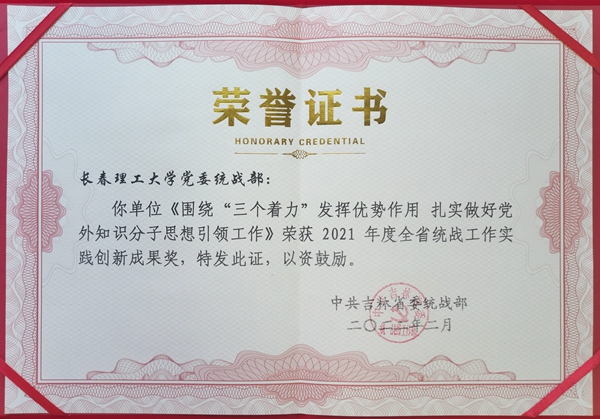 荣誉证书
HONORARY CREDENTIAL
长春理工大学党委统战部：
你单位《围绕“三个着力”发挥优势作用 扎实做好党
外知识分子思想引领工作》荣获 2021 年度全省统战工作实
践创新成果奖，特发此证，以资鼓励。
中共吉林省委统战部
二〇二二年二月